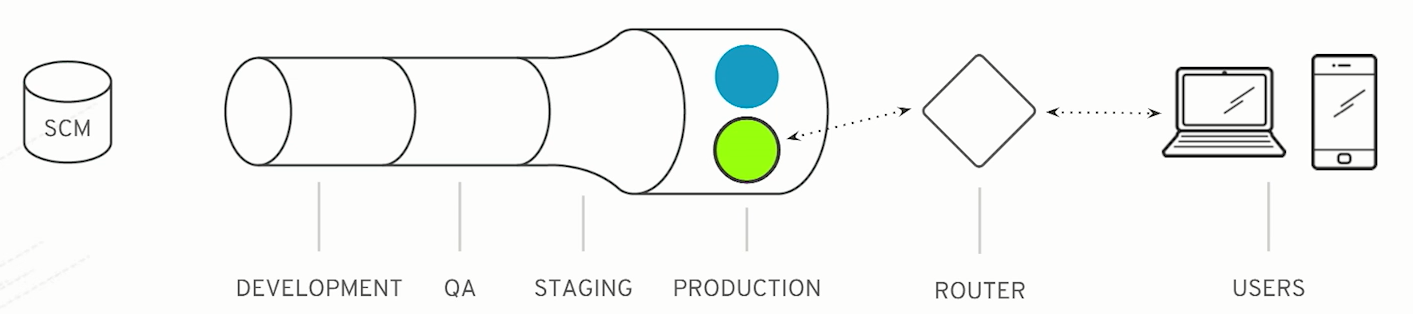 SCM
DEVELOPMENT
QA
STAGING
PRODUCTION
ROUTER
USERS